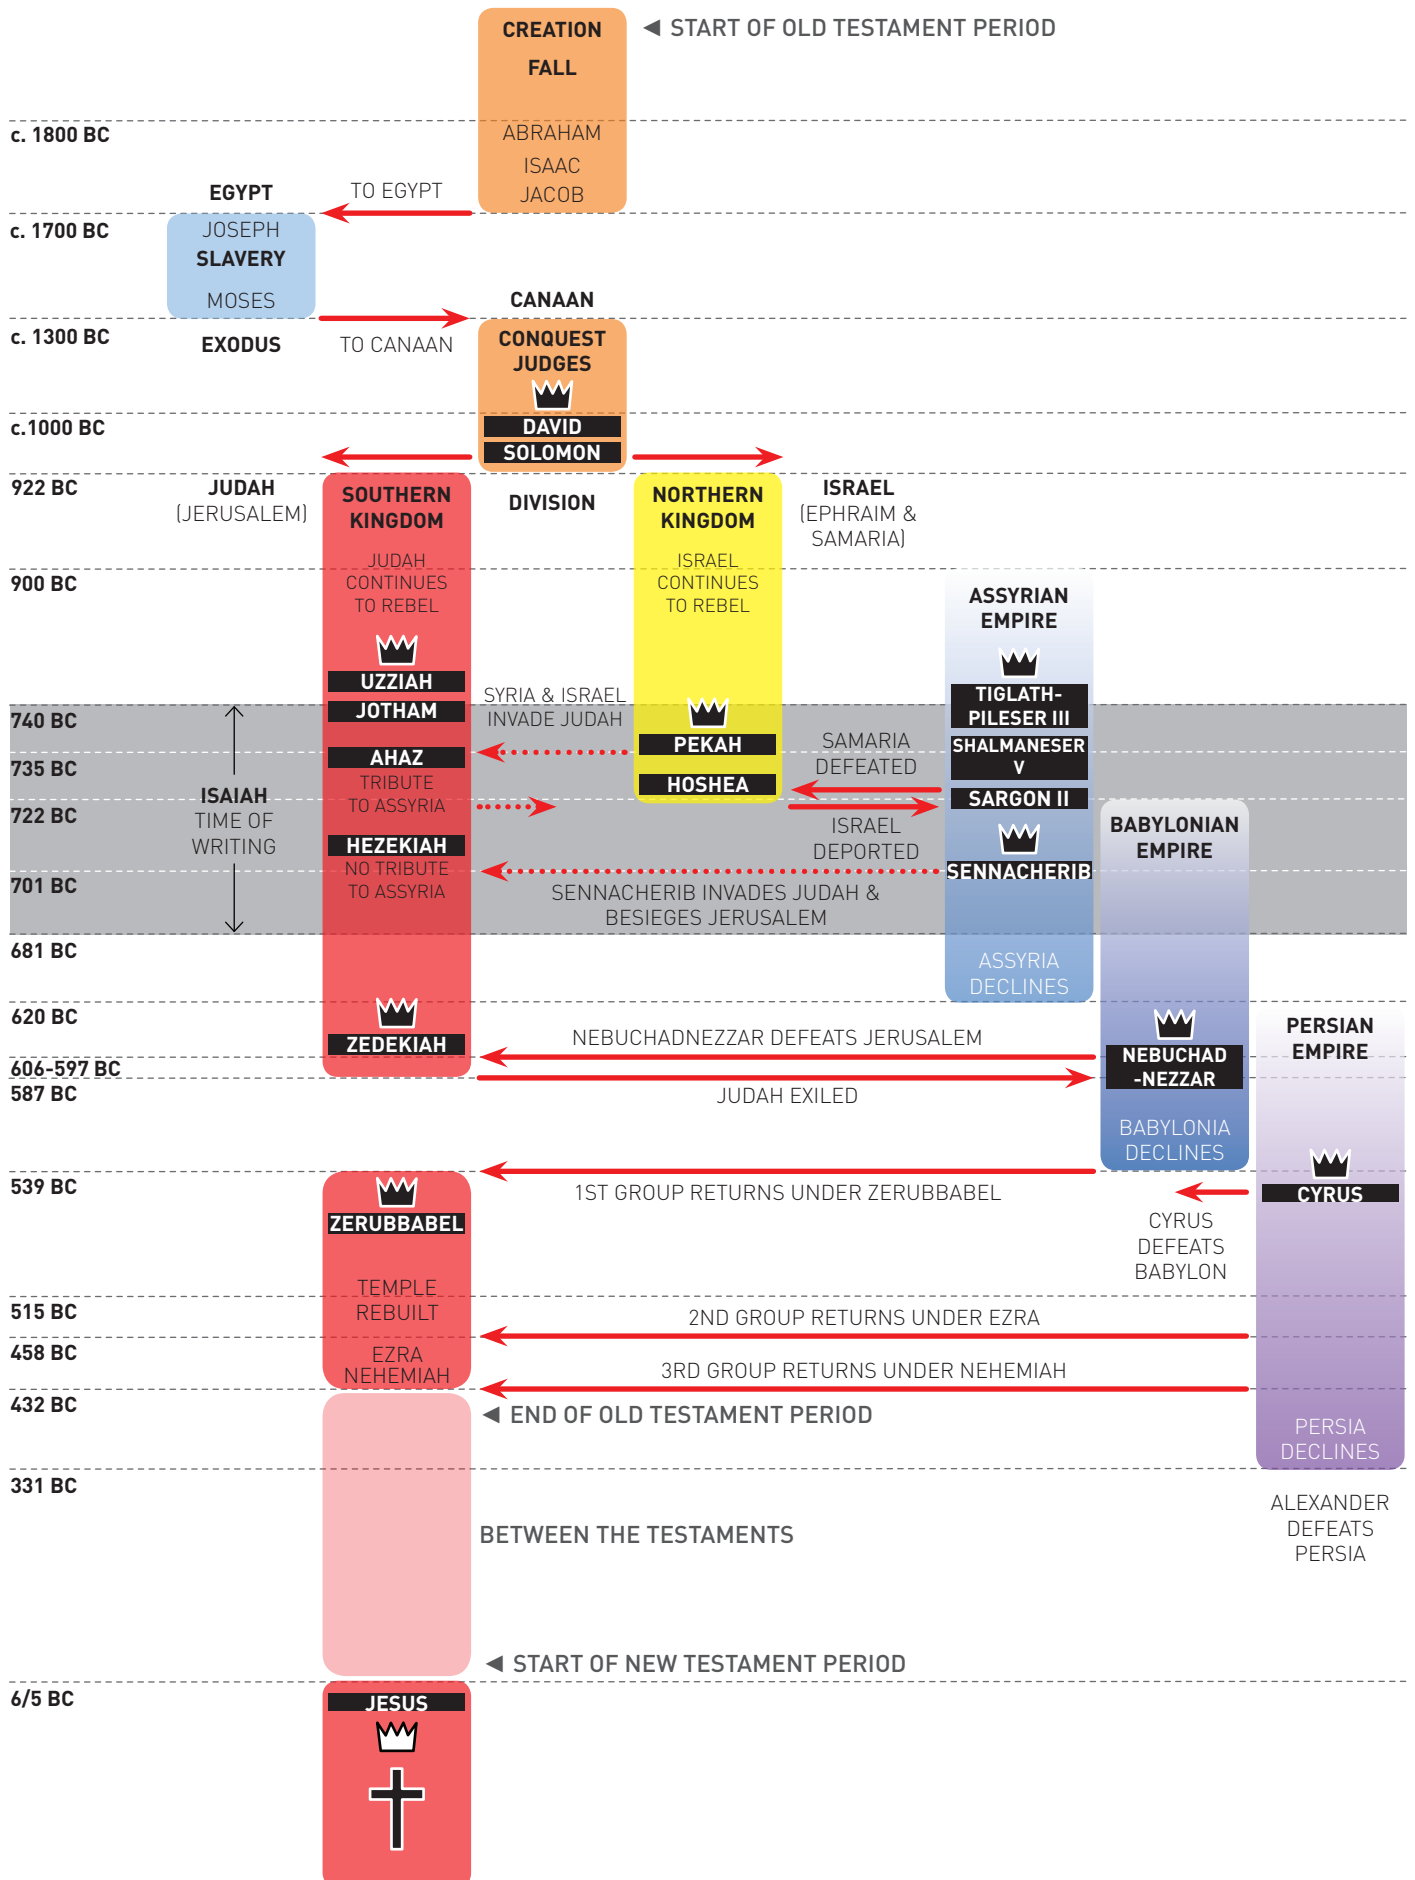 CREATION
◄ START OF OLD TESTAMENT PERIOD
FALL
c. 1800 BC
ABRAHAM
ISAAC
JACOB
EGYPT
TO EGYPT
c. 1700 BC
JOSEPH
SLAVERY
MOSES
CANAAN
c. 1300 BC
EXODUS
TO CANAAN
CONQUEST
JUDGES
c.1000 BC
DAVID
SOLOMON
922 BC
JUDAH
(JERUSALEM)
SOUTHERN
KINGDOM
DIVISION
NORTHERN
KINGDOM
ISRAEL
(EPHRAIM &
SAMARIA)
JUDAH
CONTINUES
TO REBEL
ISRAEL
CONTINUES
TO REBEL
900 BC
ASSYRIAN
EMPIRE
UZZIAH
JOTHAM
SYRIA & ISRAEL
INVADE JUDAH
TIGLATH-
PILESER III
740 BC
PEKAH
SAMARIA
DEFEATED
SHALMANESER
V
AHAZ
TRIBUTE
TO ASSYRIA
735 BC
HOSHEA
SARGON II
ISAIAH
TIME OF
WRITING
722 BC
ISRAEL
DEPORTED
BABYLONIAN
EMPIRE
HEZEKIAH
NO TRIBUTE
TO ASSYRIA
SENNACHERIB
701 BC
SENNACHERIB INVADES JUDAH &
BESIEGES JERUSALEM
681 BC
ASSYRIA
DECLINES
620 BC
ZEDEKIAH
NEBUCHADNEZZAR DEFEATS JERUSALEM
NEBUCHAD
-NEZZAR
PERSIAN
EMPIRE
606-597 BC
587 BC
JUDAH EXILED
BABYLONIA
DECLINES
539 BC
1ST GROUP RETURNS UNDER ZERUBBABEL
CYRUS
ZERUBBABEL
CYRUS
DEFEATS
BABYLON
TEMPLE
REBUILT
515 BC
2ND GROUP RETURNS UNDER EZRA
458 BC
EZRA
NEHEMIAH
3RD GROUP RETURNS UNDER NEHEMIAH
432 BC
◄ END OF OLD TESTAMENT PERIOD
PERSIA
DECLINES
331 BC
ALEXANDER
DEFEATS
PERSIA
BETWEEN THE TESTAMENTS
◄ START OF NEW TESTAMENT PERIOD
6/5 BC
JESUS